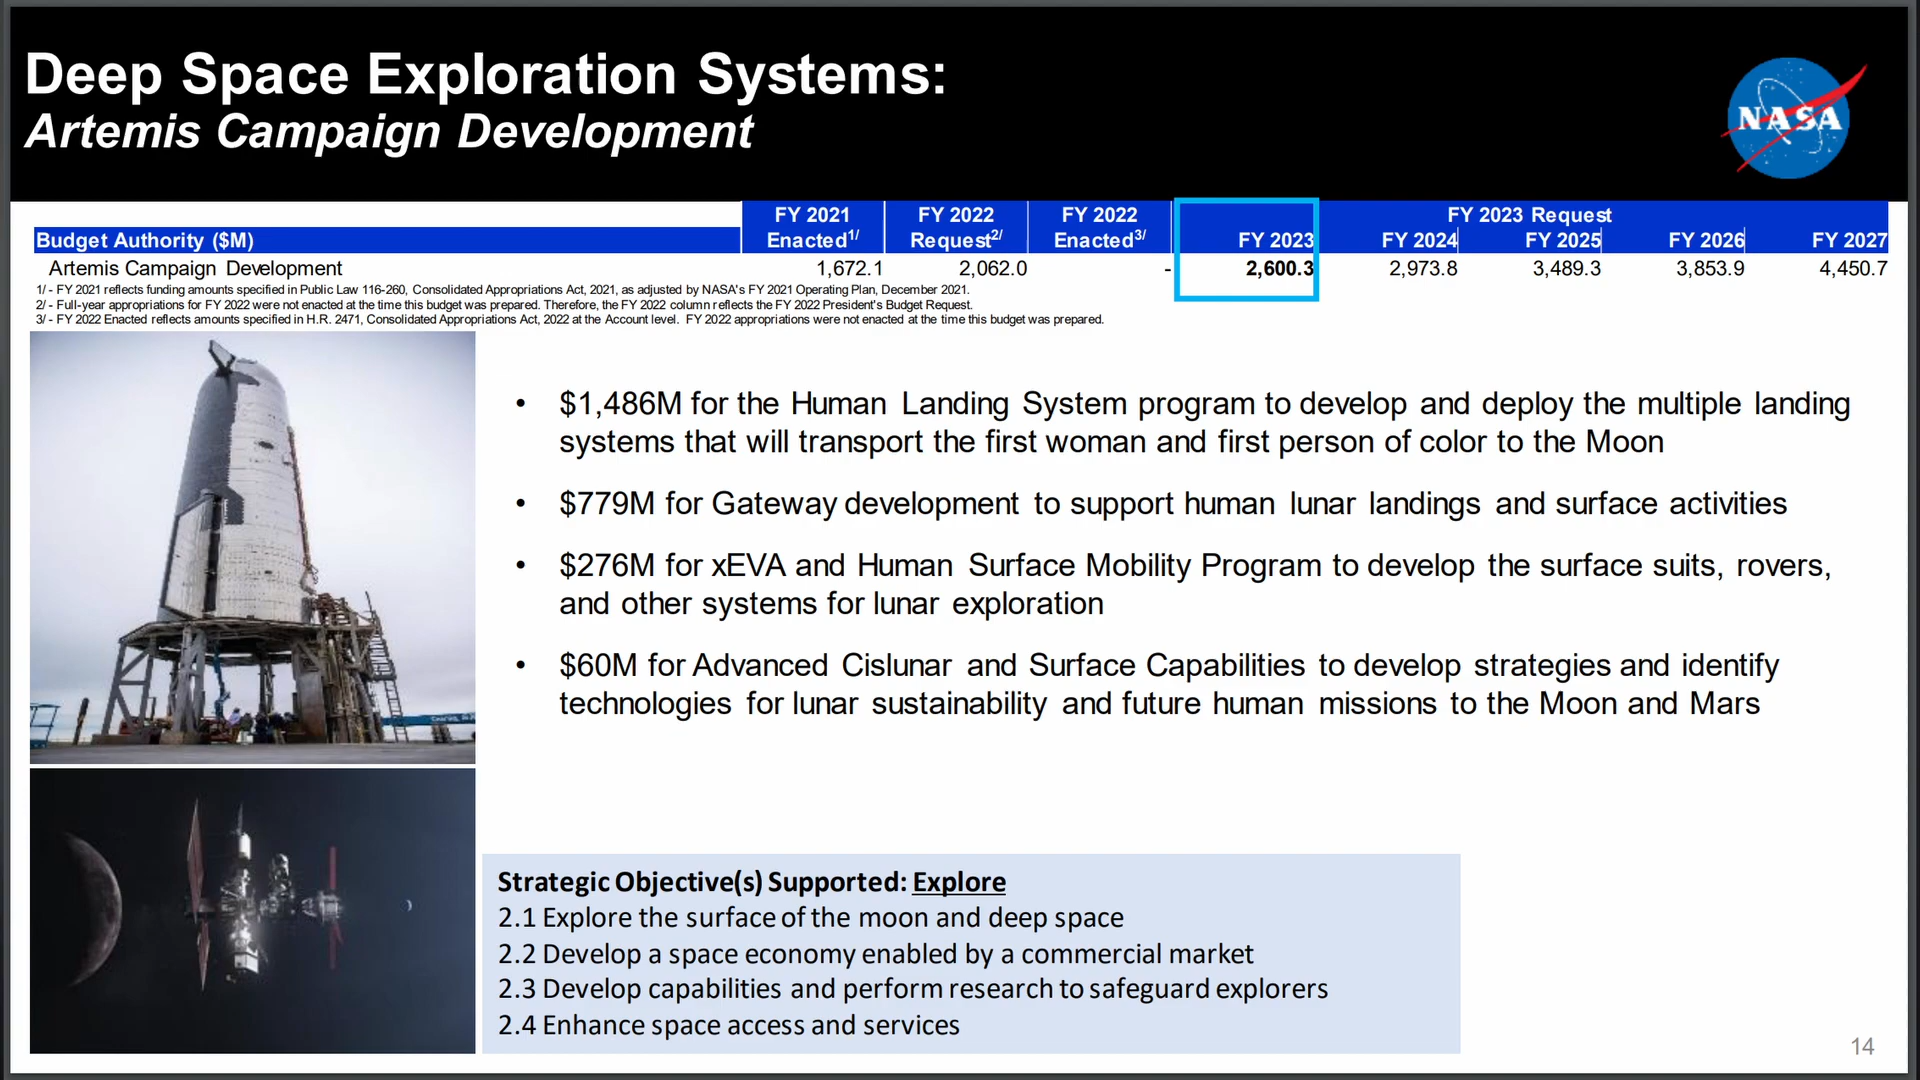 Deep Space Exploration Systems:
Artemis Campaign Development
NASA
Budget Authority ($M)
FY 2021 Enacted1/
FY 2022 Request2/
FY 2022 Enacted3/
FY 2023 Request
FY 2023 FY 2024 FY 2025 FY 2026 FY 2027
Artemis Campaign Development 1,672.1 2,062.0 - 2,600.3 2,973.8 3,489.3 3,853.9 4,450.7
1/ - FY 2021 reflects funding amounts specified in Public Law 116-260, Consolidated Appropriations Act, 2021, as adjusted by NASA's FY 2021 Operating Plan, December 2021.
2/ - Full-year appropriations for FY 2022 were not enacted at the time this budget was prepared. Therefore, the FY 2022 column reflects the FY 2022 President's Budget Request.
3/ - FY 2022 Enacted reflects amounts specified in H.R. 2471, Consolidated Appropriations Act, 2022 at the Account level. FY 2022 appropriations were not enacted at the time this budget was prepared.
• $1,486M for the Human Landing System program to develop and deploy the multiple landing
systems that will transport the first woman and first person of color to the Moon
• $779M for Gateway development to support human lunar landings and surface activities
• $276M for xEVA and Human Surface Mobility Program to develop the surface suits, rovers,
and other systems for lunar exploration
• $60M for Advanced Cislunar and Surface Capabilities to develop strategies and identify
technologies for lunar sustainability and future human missions to the Moon and Mars
Strategic Objective(s) Supported: Explore
2.1 Explore the surface of the moon and deep space
2.2 Develop a space economy enabled by a commercial market
2.3 Develop capabilities and perform research to safeguard explorers
2.4 Enhance space access and services
14